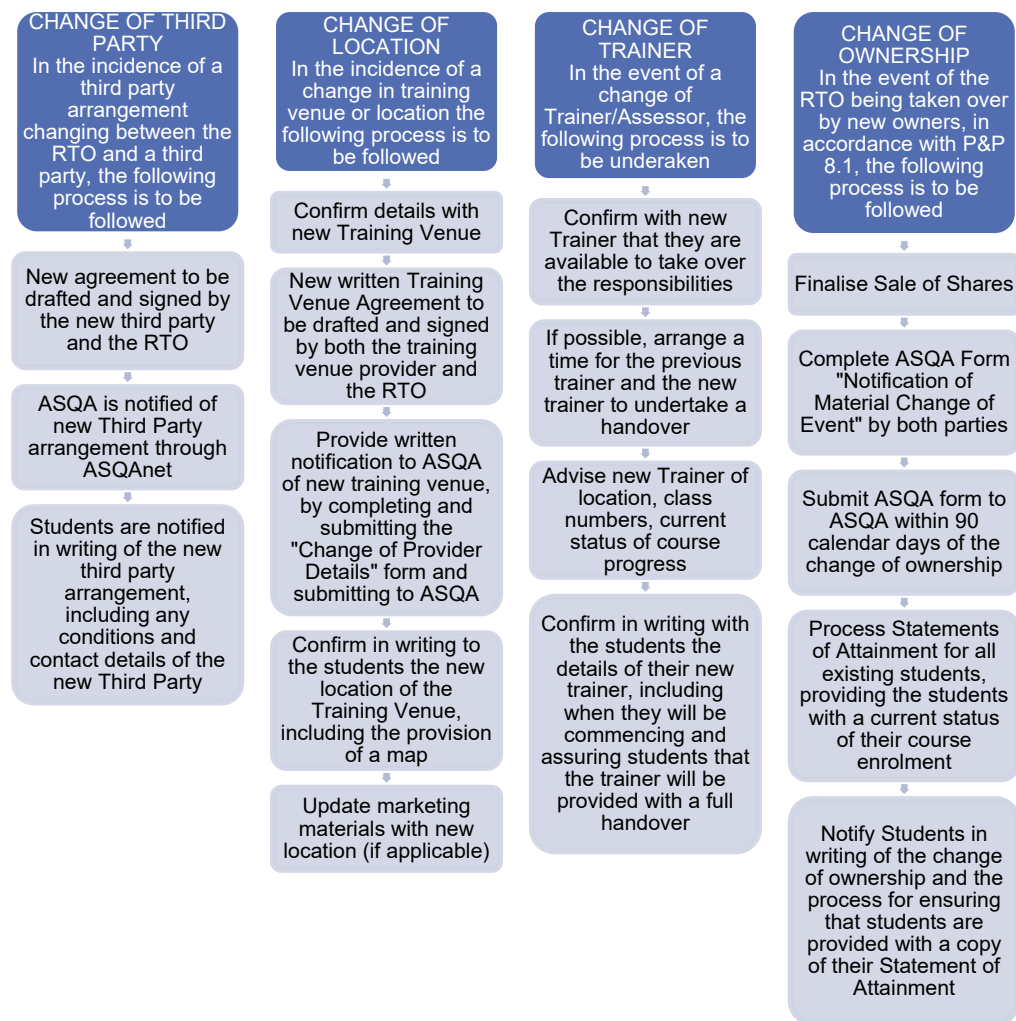 CHANGE OF THIRD
PARTY
In the incidence of a
third party
arrangement
changing between the
RTO and a third
party, the following
process is to be
followed
New agreement to be
drafted and signed by
the new third party
and the RTO
ASQA is notified of
new Third Party
arrangement through
ASQAnet
Students are notified
in writing of the new
third party
arrangement,
including any
conditions and
contact details of the
new Third Party
CHANGE OF
LOCATION
In the incidence of a
change in training
venue or location the
following process is to
be followed
Confirm details with
new Training Venue
New written Training
Venue Agreement to
be drafted and signed
by both the training
venue provider and
the RTO
Provide written
notification to ASQA
of new training venue,
by completing and
submitting the
"Change of Provider
Details" form and
submitting to ASQA
Confirm in writing to
the students the new
location of the
Training Venue,
including the provision
of a map
Update marketing
materials with new
location (if applicable)
CHANGE OF
TRAINER
In the event of a
change of
Trainer/Assessor, the
following process is to
be underaken
Confirm with new
Trainer that they are
available to take over
the responsibilities
If possible, arrange a
time for the previous
trainer and the new
trainer to undertake a
handover
Advise new Trainer of
location, class
numbers, current
status of course
progress
Confirm in writing with
the students the
details of their new
trainer, including
when they will be
commencing and
assuring students that
the trainer will be
provided with a full
handover
CHANGE OF
OWNERSHIP
In the event of the
RTO being taken over
by new owners, in
accordance with P&P
8.1, the following
process is to be
followed
Finalise Sale of Shares
Complete ASQA Form
"Notification of
Material Change of
Event" by both parties
Submit ASQA form to
ASQA within 90
calendar days of the
change of ownership
Process Statements
of Attainment for all
existing students,
providing the students
with a current status
of their course
enrolment
Notify Students in
writing of the change
of ownership and the
process for ensuring
that students are
provided with a copy
of their Statement of
Attainment